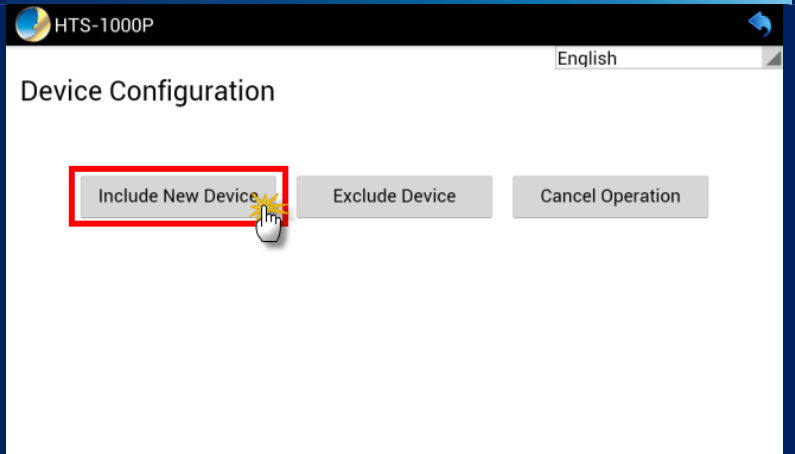 HTS-1000P
English
Device Configuration
Include New Device
Exclude Device
Cancel Operation